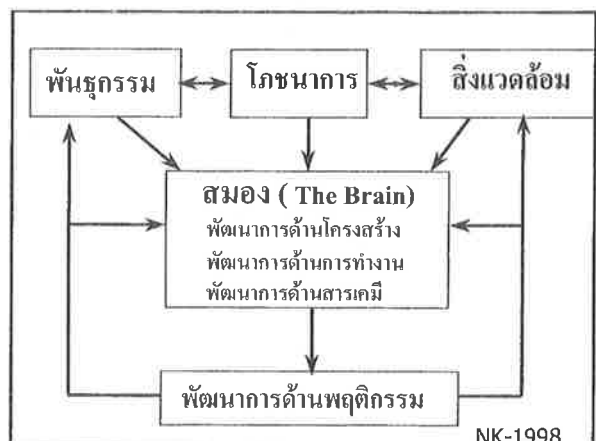 พันธุกรรม
โภชนาการ
สิ่งแวดล้อม
สมอง ( The Brain)
พัฒนาการด้านโครงสร้าง
พัฒนาการด้านการทำงาน
พัฒนาการด้านสารเคมี
พัฒนาการด้านพฤติกรรม
NK-1998